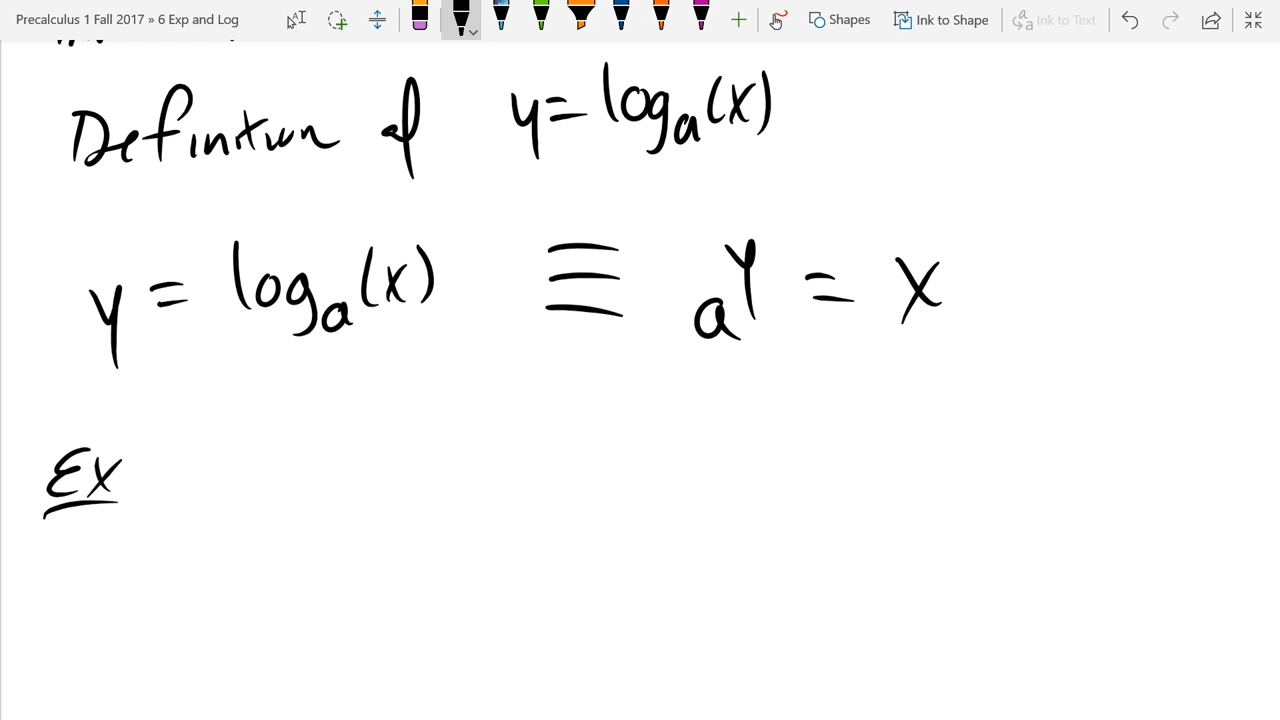 Precalculus 1 Fall 2017 » 6 Exp and Log Shapes Ink to Shape Ink to Text
Definition of y = logₐ(x)
y = logₐ(x) ≡ aʸ = x
Ex